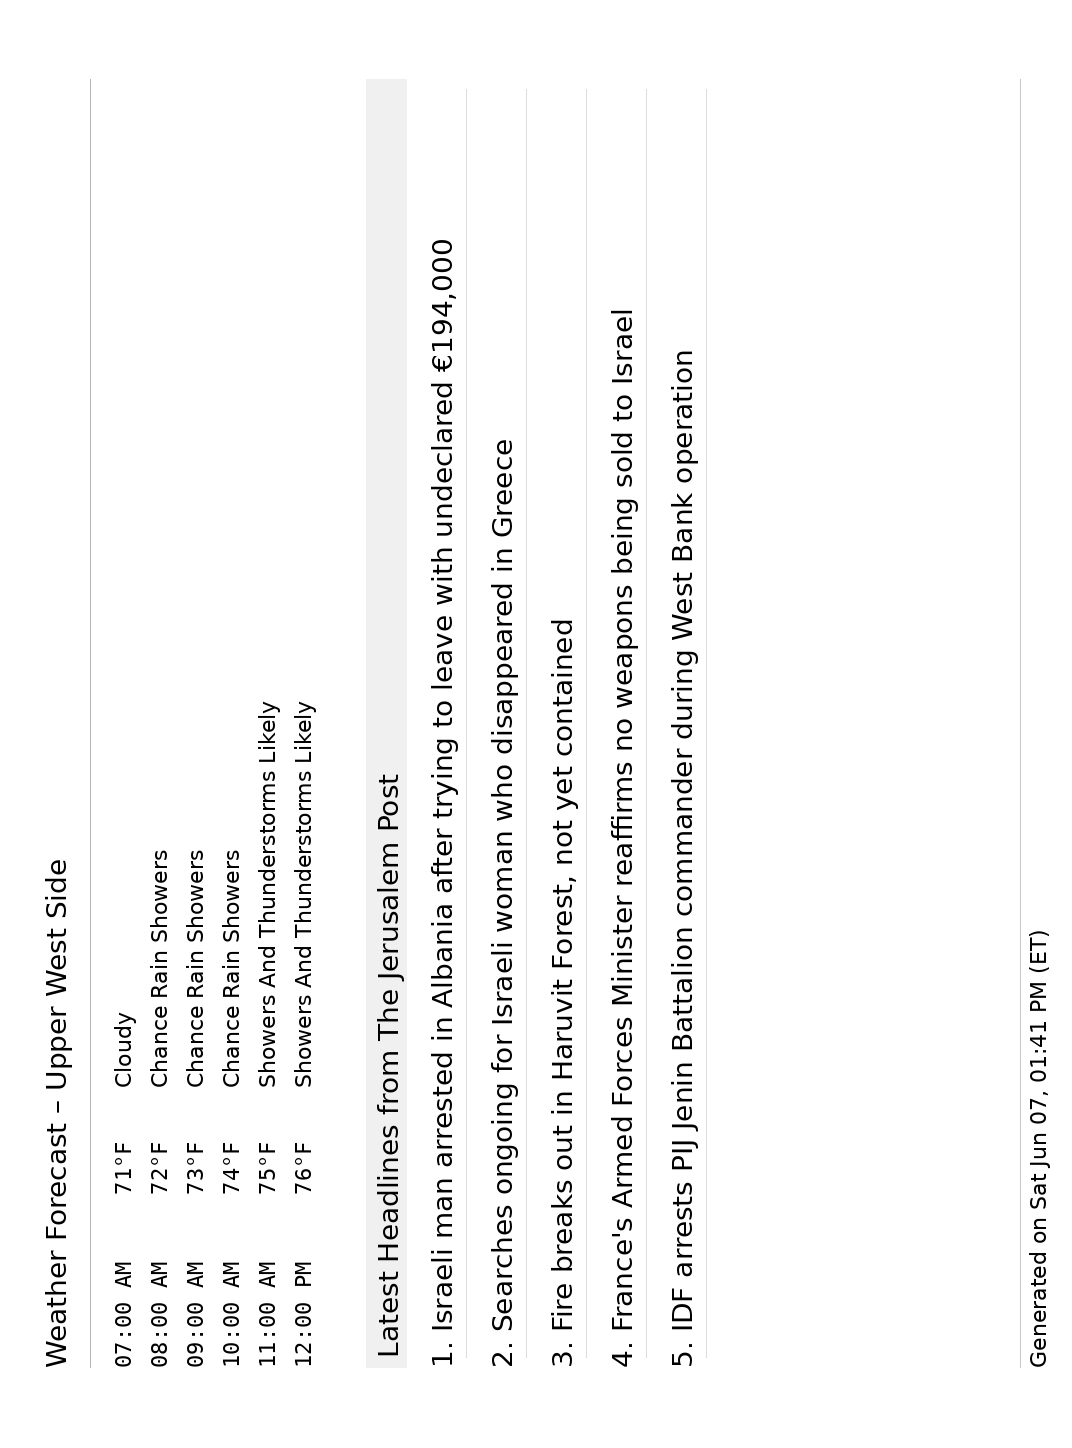 Weather Forecast – Upper West Side
07:00 AM 71°F Cloudy
08:00 AM 72°F Chance Rain Showers
09:00 AM 73°F Chance Rain Showers
10:00 AM 74°F Chance Rain Showers
11:00 AM 75°F Showers And Thunderstorms Likely
12:00 PM 76°F Showers And Thunderstorms Likely
Latest Headlines from The Jerusalem Post
1. Israeli man arrested in Albania after trying to leave with undeclared €194,000
2. Searches ongoing for Israeli woman who disappeared in Greece
3. Fire breaks out in Haruvit Forest, not yet contained
4. France's Armed Forces Minister reaffirms no weapons being sold to Israel
5. IDF arrests PIJ Jenin Battalion commander during West Bank operation
Generated on Sat Jun 07, 01:41 PM (ET)